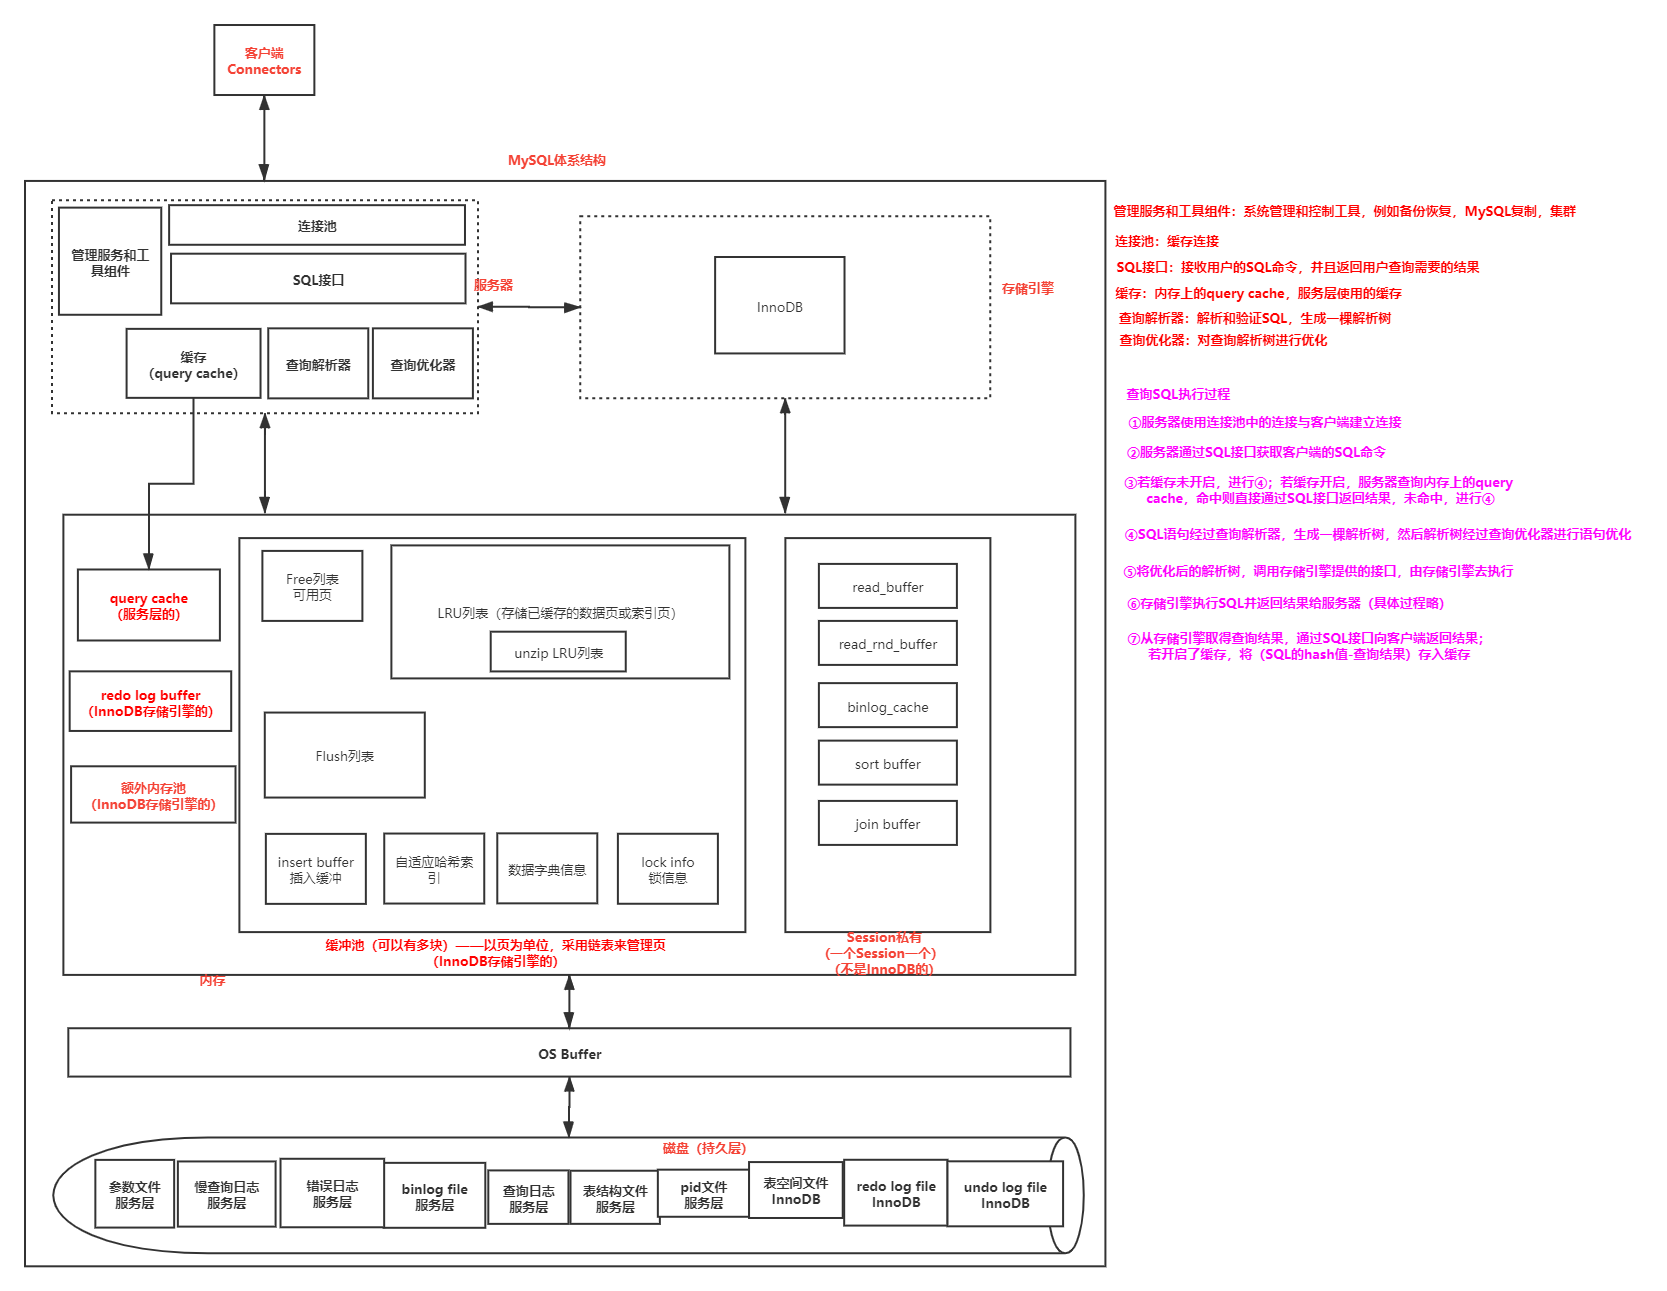 客户端
Connectors
MySQL体系结构
管理服务和工
具组件
连接池
SQL接口
服务器
缓存
（query cache）
查询解析器
查询优化器
InnoDB
存储引擎
管理服务和工具组件：系统管理和控制工具，例如备份恢复，MySQL复制，集群
连接池：缓存连接
SQL接口：接收用户的SQL命令，并且返回用户查询需要的结果
缓存：内存上的query cache，服务层使用的缓存
查询解析器：解析和验证SQL，生成一棵解析树
查询优化器：对查询解析树进行优化
查询SQL执行过程
①服务器使用连接池中的连接与客户端建立连接
②服务器通过SQL接口获取客户端的SQL命令
③若缓存未开启，进行④；若缓存开启，服务器查询内存上的query
cache，命中则直接通过SQL接口返回结果，未命中，进行④
④SQL语句经过查询解析器，生成一棵解析树，然后解析树经过查询优化器进行语句优化
⑤将优化后的解析树，调用存储引擎提供的接口，由存储引擎去执行
⑥存储引擎执行SQL并返回结果给服务器（具体过程略）
⑦从存储引擎取得查询结果，通过SQL接口向客户端返回结果；
若开启了缓存，将（SQL的hash值-查询结果）存入缓存
query cache
（服务层的）
redo log buffer
（InnoDB存储引擎的）
额外内存池
（InnoDB存储引擎的）
Free列表
可用页
LRU列表（存储已缓存的数据页或索引页）
unzip LRU列表
Flush列表
insert buffer
插入缓冲
自适应哈希索
引
数据字典信息
lock info
锁信息
缓冲池（可以有多块）——以页为单位，采用链表来管理页
（InnoDB存储引擎的）
read_buffer
read_rnd_buffer
binlog_cache
sort buffer
join buffer
Session私有
（一个Session一个）
（不是InnoDB的）
内存
OS Buffer
磁盘（持久层）
参数文件
服务层
慢查询日志
服务层
错误日志
服务层
binlog file
服务层
查询日志
服务层
表结构文件
服务层
pid文件
服务层
表空间文件
InnoDB
redo log file
InnoDB
undo log file
InnoDB